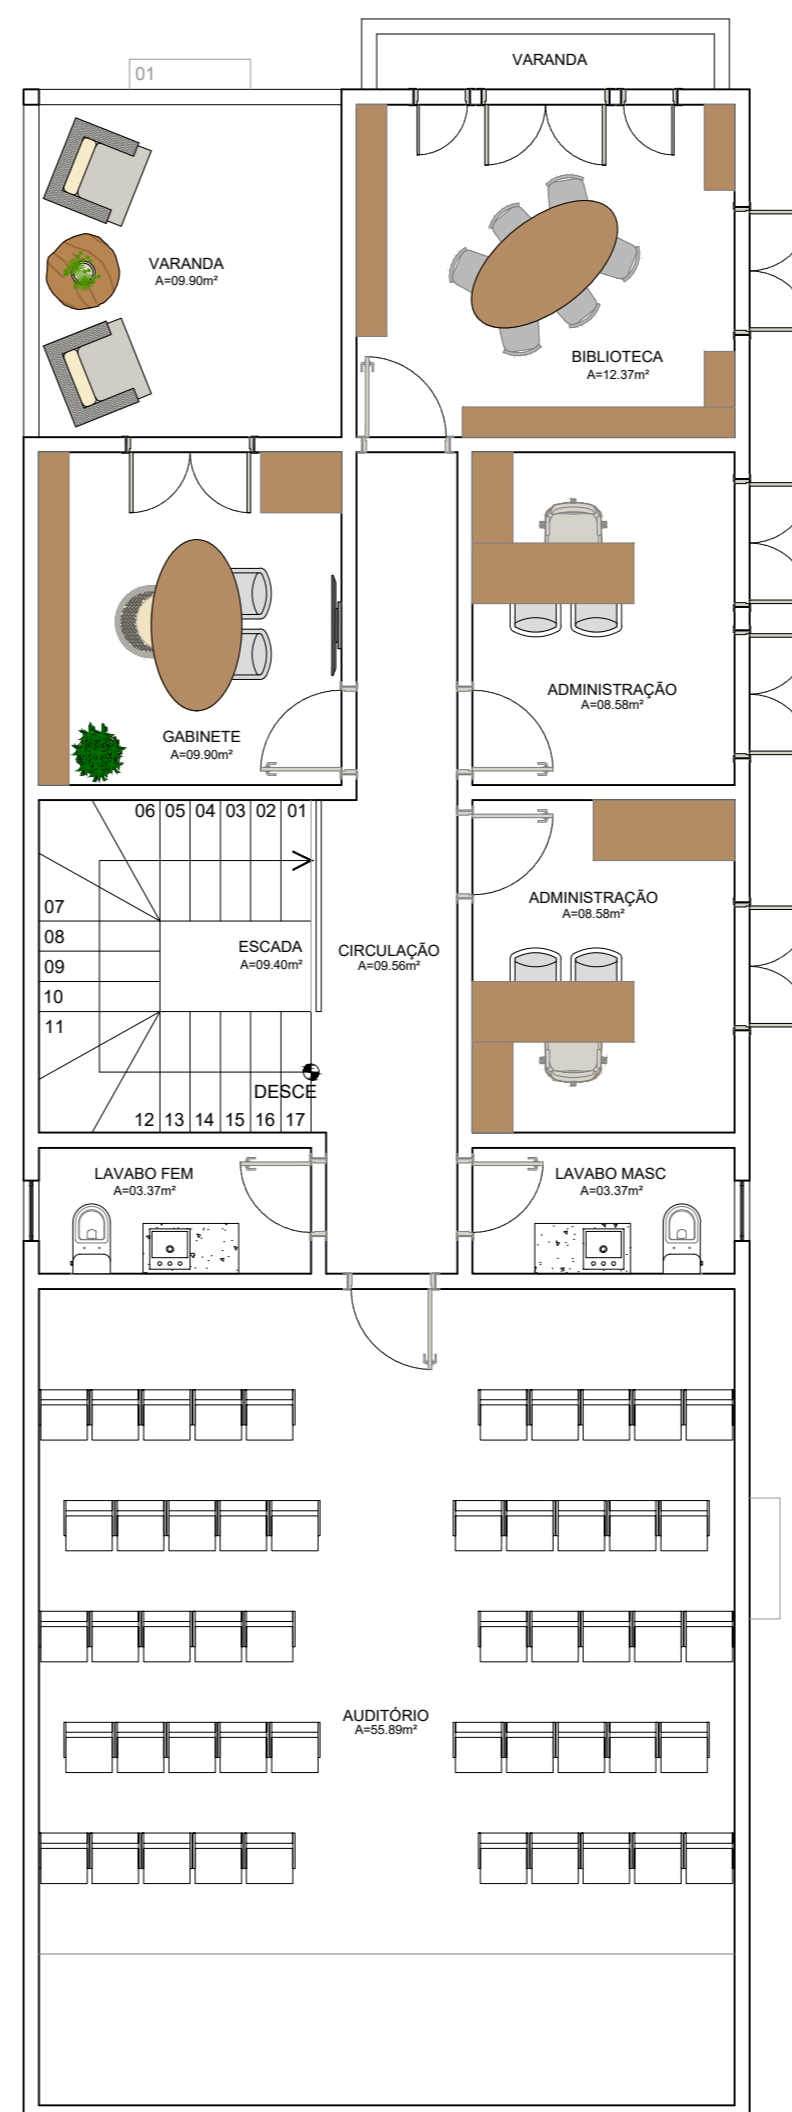 VARANDA
01
VARANDA
A=09.90m²
BIBLIOTECA
A=12.37m²
ADMINISTRAÇÃO
A=08.58m²
GABINETE
A=09.90m²
06 05 04 03 02 01
07
08
09
10
11
ESCADA
A=09.40m²
CIRCULAÇÃO
A=09.56m²
ADMINISTRAÇÃO
A=08.58m²
DESCE
12 13 14 15 16 17
LAVABO FEM
A=03.37m²
LAVABO MASC
A=03.37m²
AUDITÓRIO
A=55.89m²